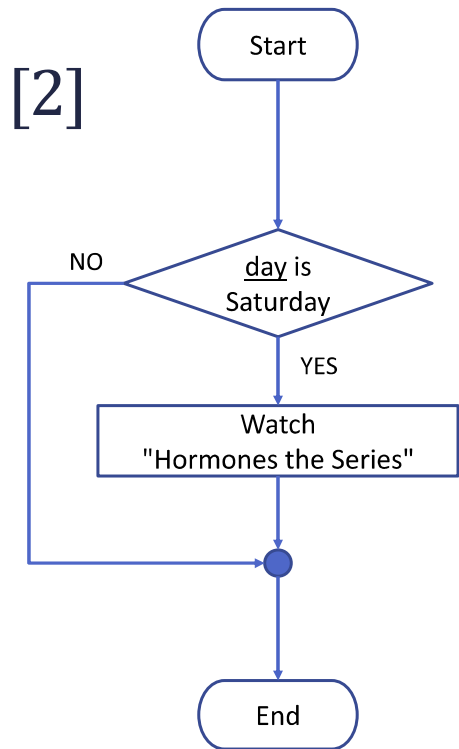 Start
[2]
NO
day is
Saturday
YES
Watch
"Hormones the Series"
End